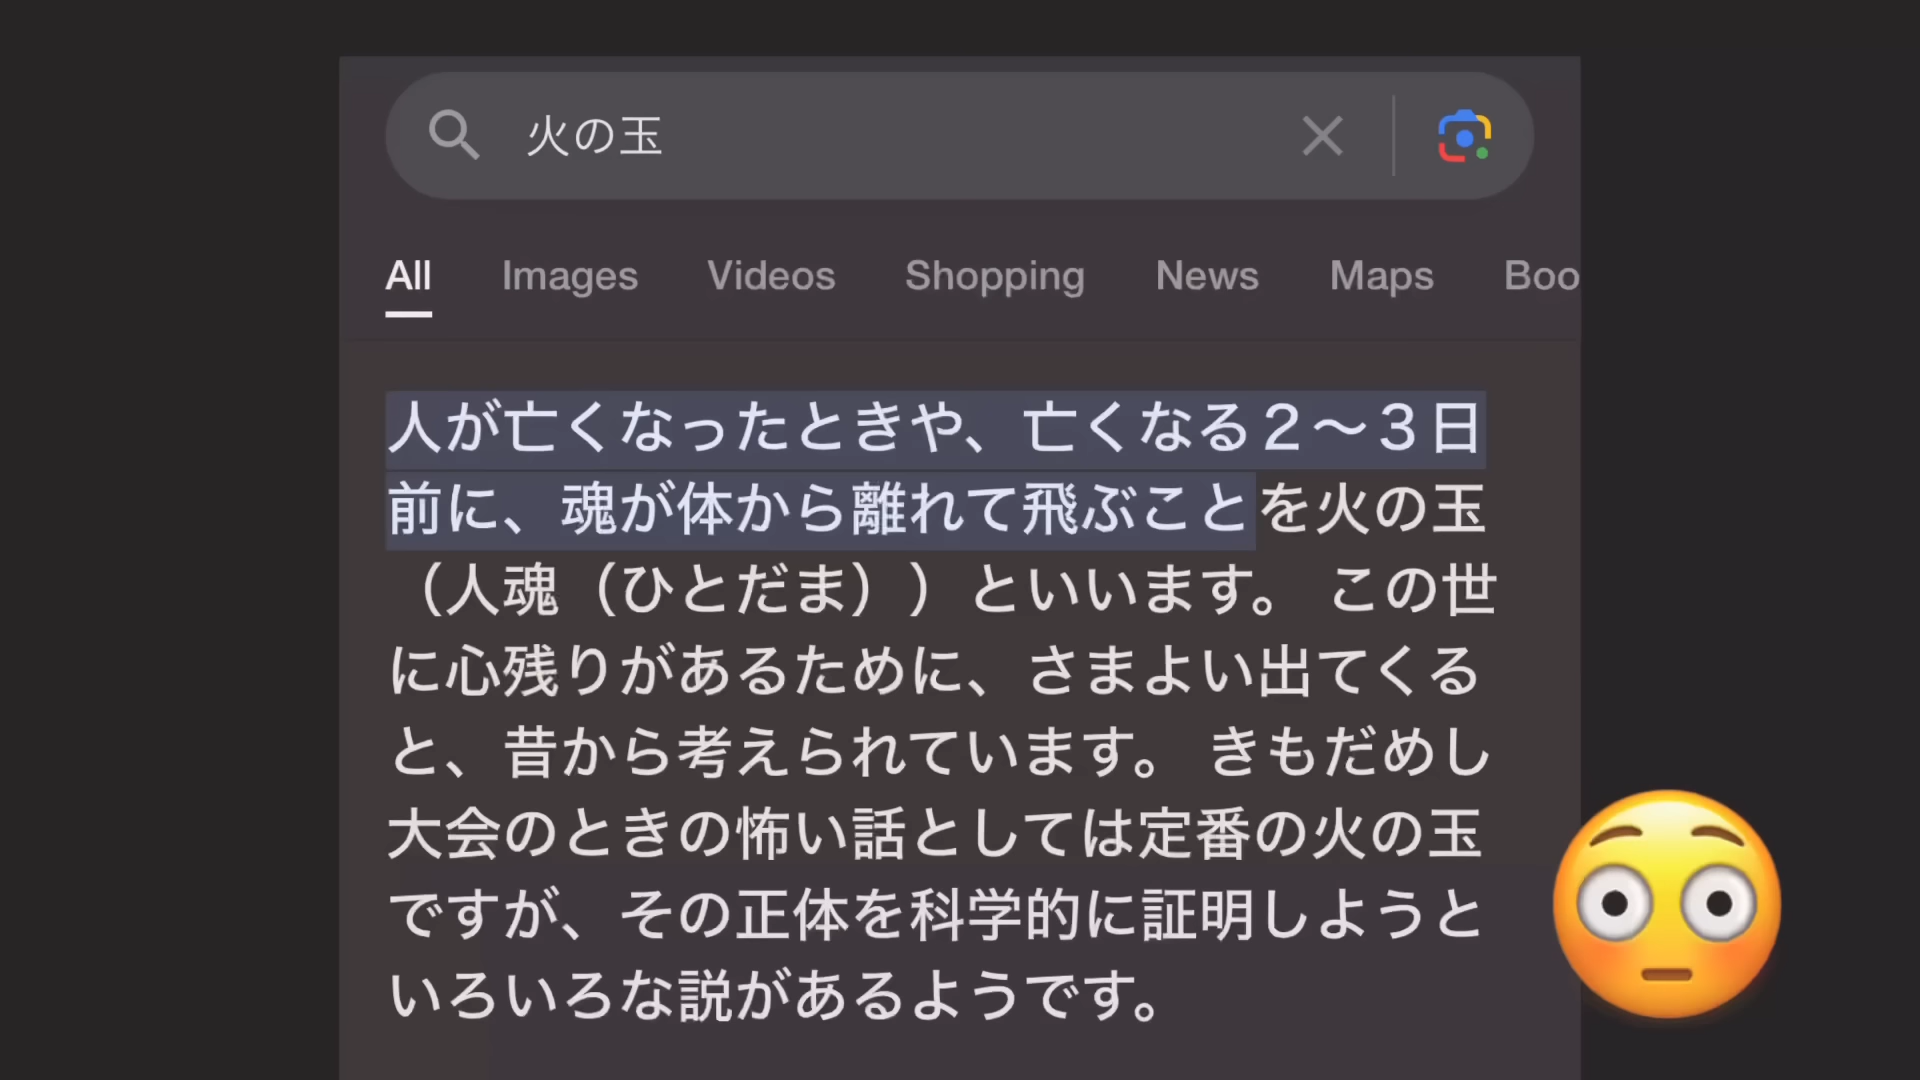 火の玉
All Images Videos Shopping News Maps Boo
人が亡くなったときや、亡くなる２〜３日
前に、魂が体から離れて飛ぶことを火の玉
（人魂（ひとだま））といいます。 この世
に心残りがあるために、さまよい出てくる
と、昔から考えられています。 きもだめし
大会のときの怖い話としては定番の火の玉
ですが、その正体を科学的に証明しようと
いろいろな説があるようです。